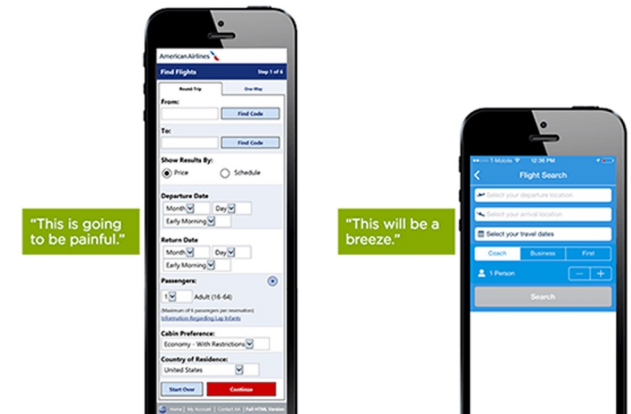 AmericanAirlines
Find Flights Step 1 of 6
Round Trip One Way
From:
Find Code
To:
Find Code
Show Results By:
Price Schedule
Departure Date
Month Day
Early Morning
Return Date
Month Day
Early Morning
Passengers:
1 Adult (16-64)
(Maximum of 6 passengers per reservation)
Information Regarding Lap Infants
Cabin Preference:
Economy - With Restrictions
Country of Residence:
United States
Start Over Continue
Home | My Account | Contact AA | Full HTML Version
"This is going
to be painful."
"This will be a
breeze."
T-Mobile 12:36 PM
Flight Search
Select your departure location
Select your arrival location
Select your travel dates
Coach Business First
1 Person
Search